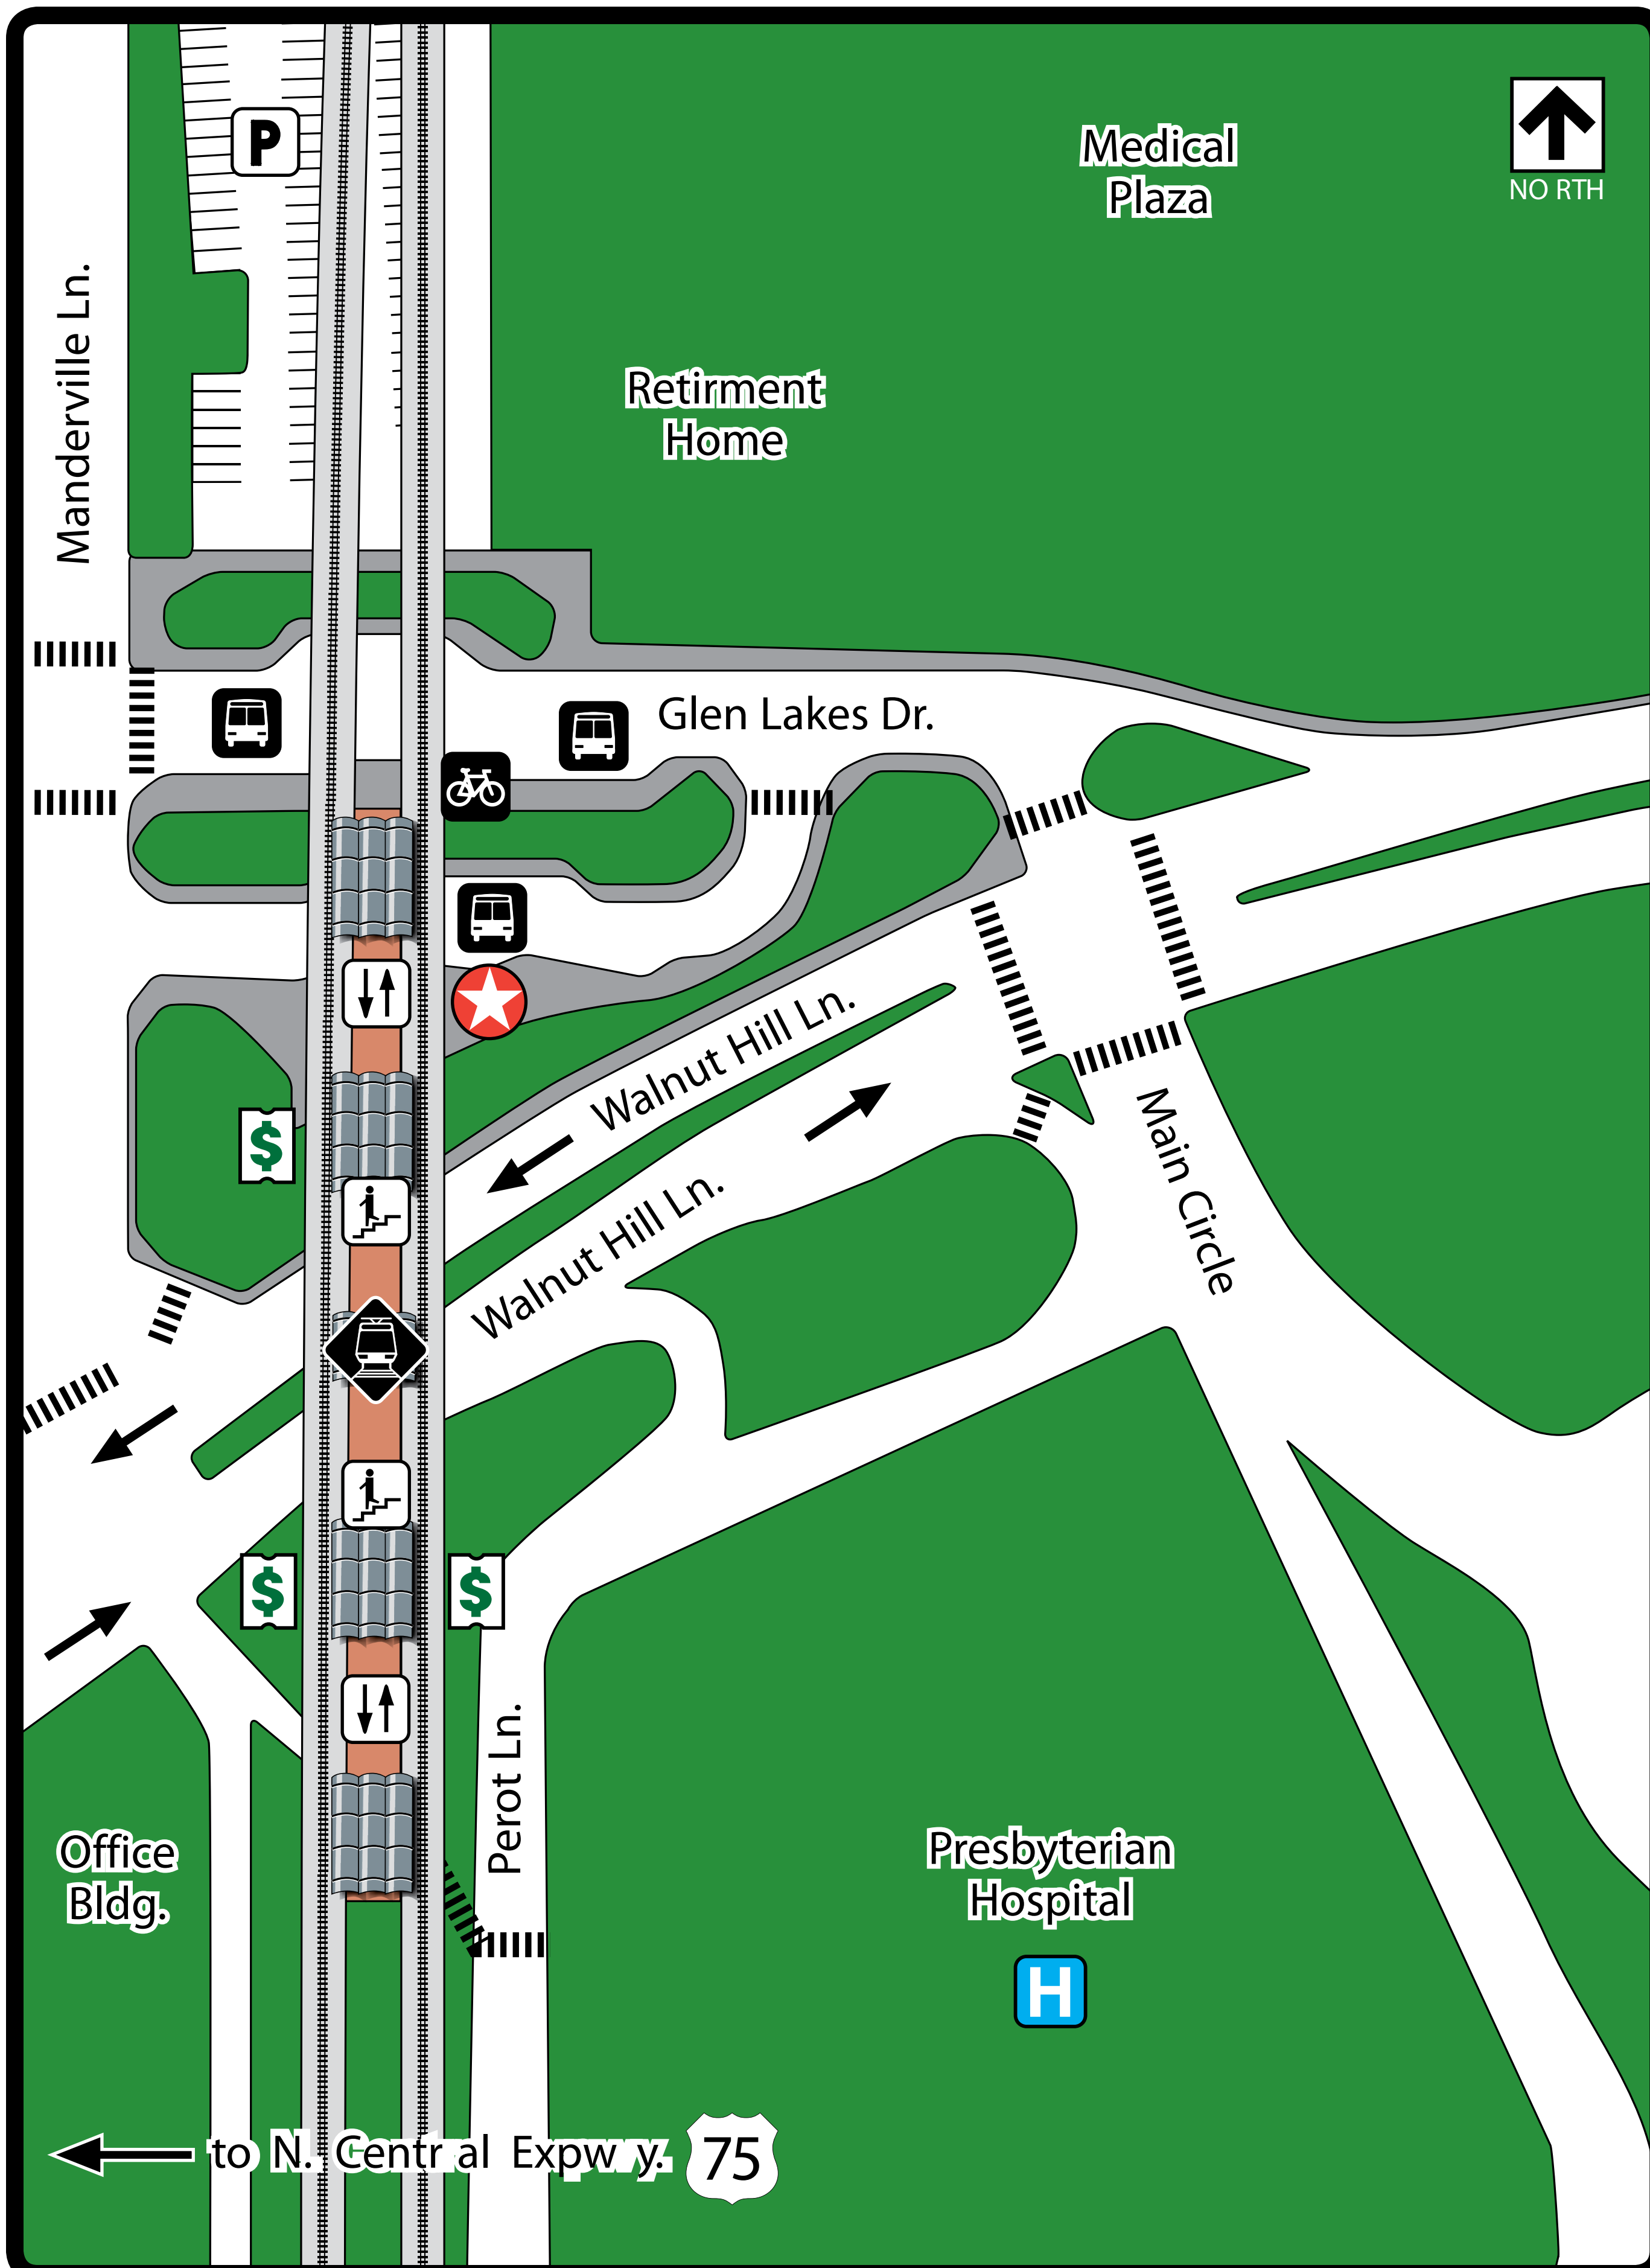 P
Medical
Plaza
NO RTH
Manderville Ln.
Retirment
Home
Glen Lakes Dr.
Walnut Hill Ln.
Walnut Hill Ln.
Main Circle
$
$
$
Perot Ln.
Office
Bldg.
Presbyterian
Hospital
H
to N. Centr al Expw y. 75